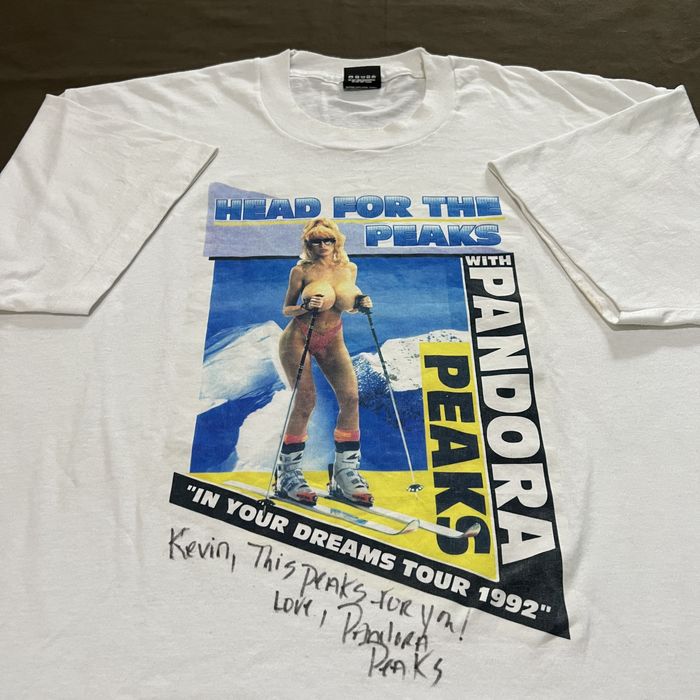 HEAD FOR THE
PEAKS
WITH
PANDORA
PEAKS
"IN YOUR DREAMS TOUR 1992"
Kevin, This peaks for you!
Love, Pandora
Peaks